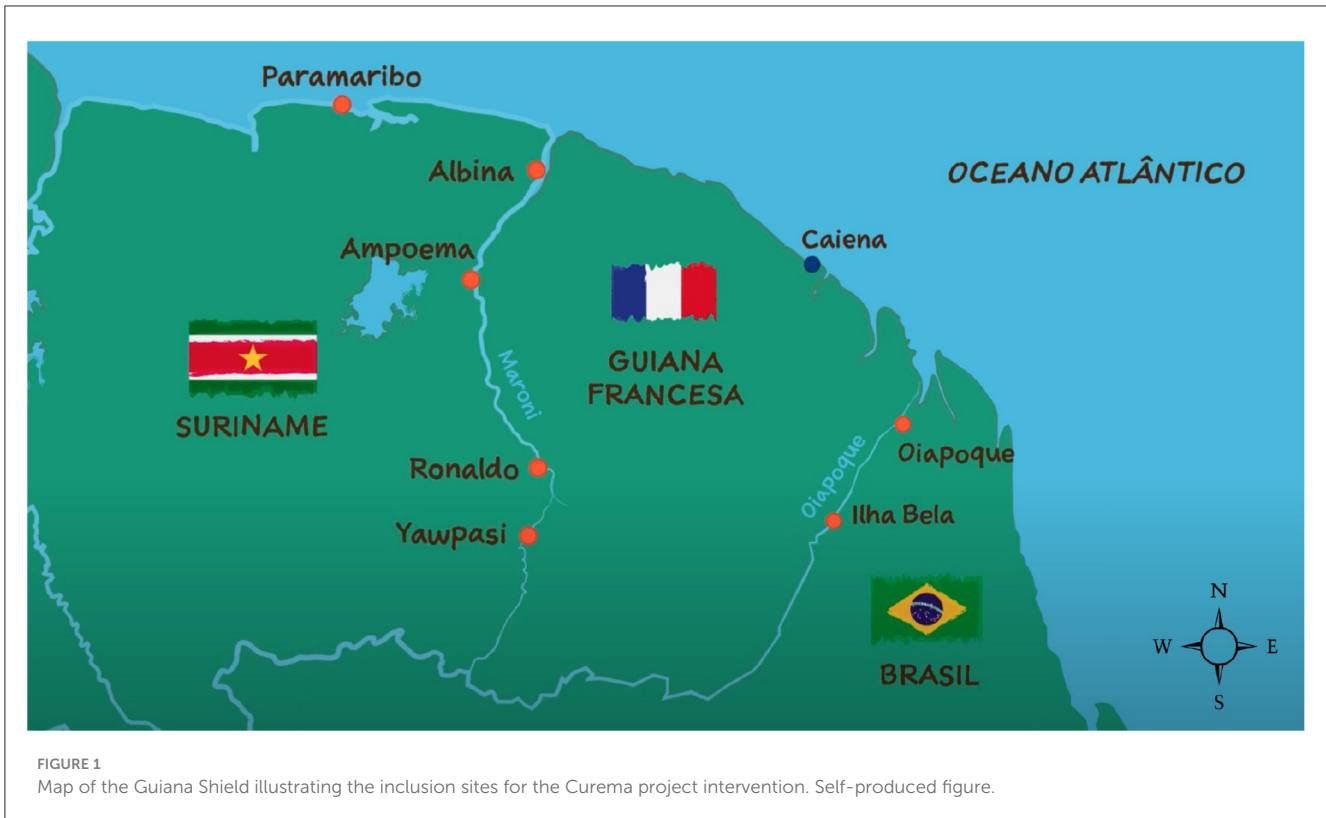 Paramaribo
Albina
OCEANO ATLÂNTICO
Ampoema
Caiena
Maroni
GUIANA
FRANCESA
SURINAME
Ronaldo
Oiapoque
Oiapoque
Yawpasi
Ilha Bela
BRASIL
N
W
E
S
FIGURE 1
Map of the Guiana Shield illustrating the inclusion sites for the Curema project intervention. Self-produced figure.